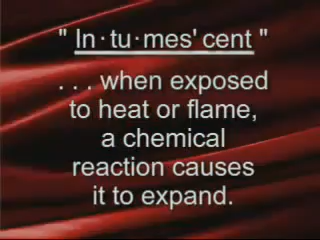 " In·tu·mes' cent "
. . . when exposed
to heat or flame,
a chemical
reaction causes
it to expand.